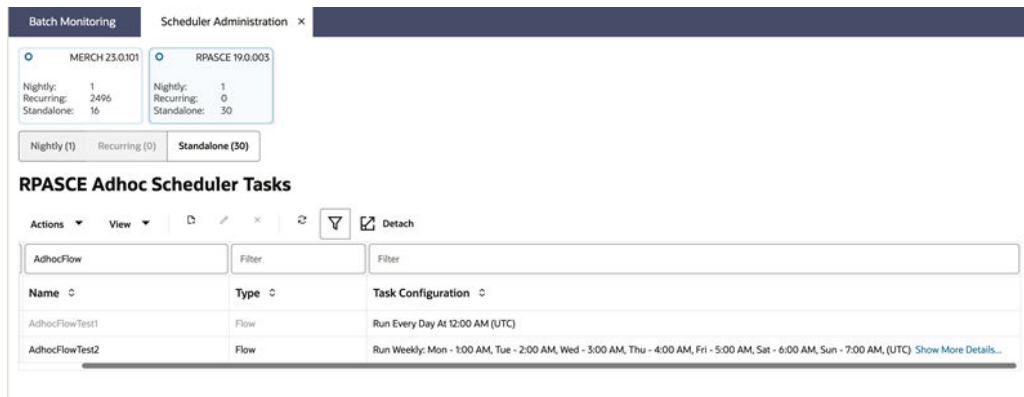 Batch Monitoring Scheduler Administration ×
MERCH 23.0.101 RPASCE 19.0.003
Nightly: 1 Nightly: 1
Recurring: 2496 Recurring: 0
Standalone: 16 Standalone: 30
Nightly (1) Recurring (0) Standalone (30)
RPASCE Adhoc Scheduler Tasks
Actions View Detach
AdhocFlow Filter Filter
Name Type Task Configuration
AdhocFlowTest1 Flow Run Every Day At 12:00 AM (UTC)
AdhocFlowTest2 Flow Run Weekly: Mon - 1:00 AM, Tue - 2:00 AM, Wed - 3:00 AM, Thu - 4:00 AM, Fri - 5:00 AM, Sat - 6:00 AM, Sun - 7:00 AM, (UTC) Show More Details...